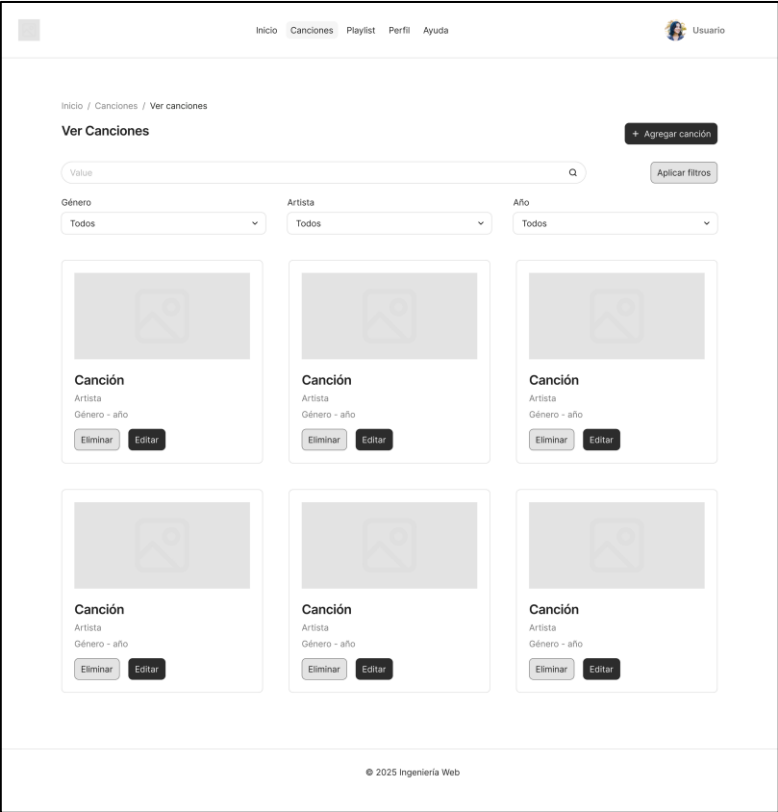 Inicio Canciones Playlist Perfil Ayuda Usuario
Inicio / Canciones / Ver canciones
Ver Canciones
+ Agregar canción
Value
Aplicar filtros
Género Artista Año
Todos Todos Todos
Canción Canción Canción
Artista Artista Artista
Género - año Género - año Género - año
Eliminar Editar Eliminar Editar Eliminar Editar
Canción Canción Canción
Artista Artista Artista
Género - año Género - año Género - año
Eliminar Editar Eliminar Editar Eliminar Editar
© 2025 Ingeniería Web